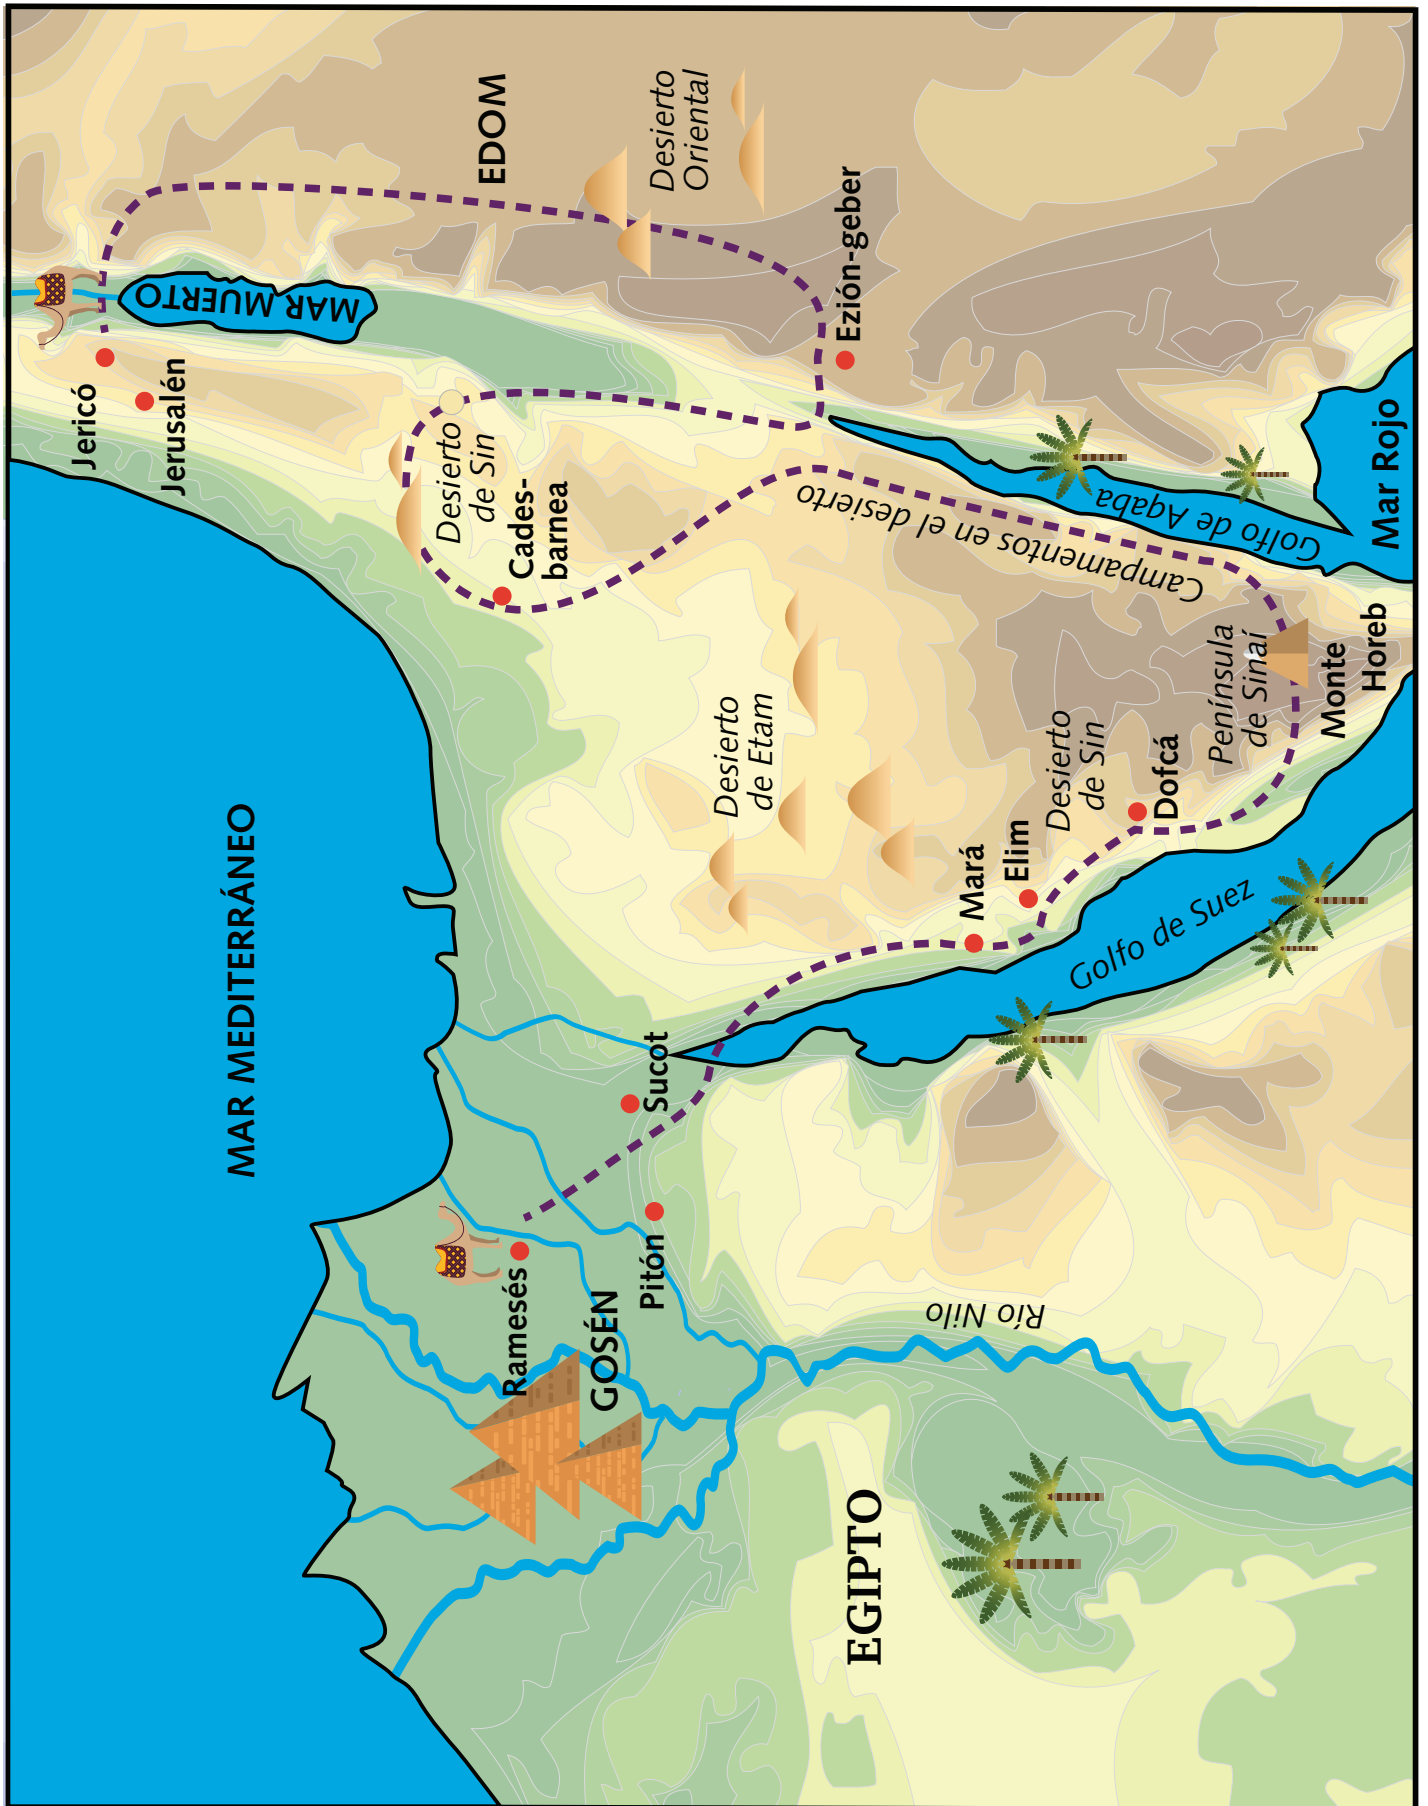 MAR MEDITERRÁNEO
EGIPTO
GOSÉN
Ramesés
Pitón
Sucot
Río Nilo
Golfo de Suez
Mará
Elim
Desierto
de Sin
Dofcá
Península
de Sinaí
Monte
Horeb
Desierto
de Etam
Campamentos en el desierto
Golfo de Aqaba
Mar Rojo
Cades-
barnea
Desierto
de Sin
Ezión-geber
Desierto
Oriental
EDOM
MAR MUERTO
Jerusalén
Jericó